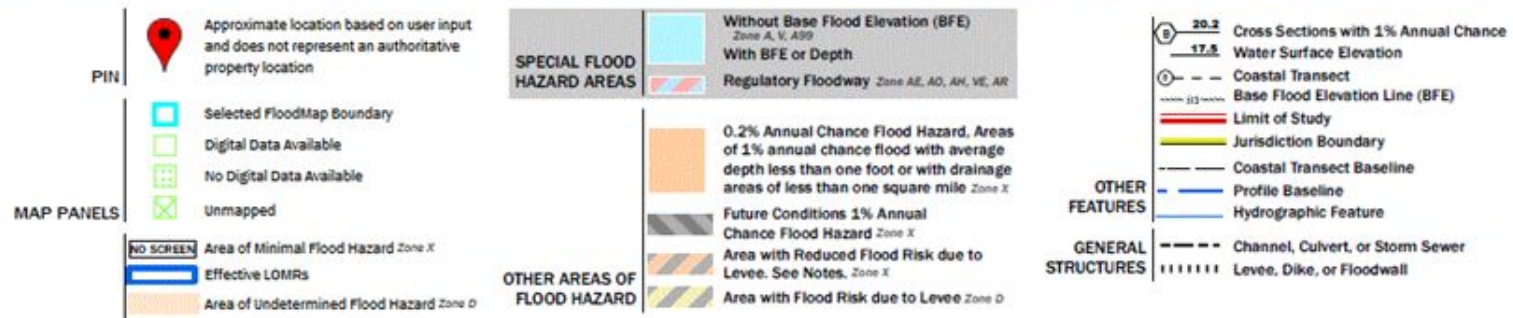 PIN
Approximate location based on user input
and does not represent an authoritative
property location
MAP PANELS
Selected FloodMap Boundary
Digital Data Available
No Digital Data Available
Unmapped
NO SCREEN Area of Minimal Flood Hazard Zone X
Effective LOMRs
Area of Undetermined Flood Hazard Zone D
SPECIAL FLOOD
HAZARD AREAS
Without Base Flood Elevation (BFE)
Zone A, V, A99
With BFE or Depth
Regulatory Floodway Zone AE, AO, AH, VE, AR
OTHER AREAS OF
FLOOD HAZARD
0.2% Annual Chance Flood Hazard, Areas
of 1% annual chance flood with average
depth less than one foot or with drainage
areas of less than one square mile Zone X
Future Conditions 1% Annual
Chance Flood Hazard Zone X
Area with Reduced Flood Risk due to
Levee. See Notes. Zone X
Area with Flood Risk due to Levee Zone D
OTHER
FEATURES
B 20.2 Cross Sections with 1% Annual Chance
17.5 Water Surface Elevation
Coastal Transect
Base Flood Elevation Line (BFE)
Limit of Study
Jurisdiction Boundary
Coastal Transect Baseline
Profile Baseline
Hydrographic Feature
GENERAL
STRUCTURES
Channel, Culvert, or Storm Sewer
Levee, Dike, or Floodwall